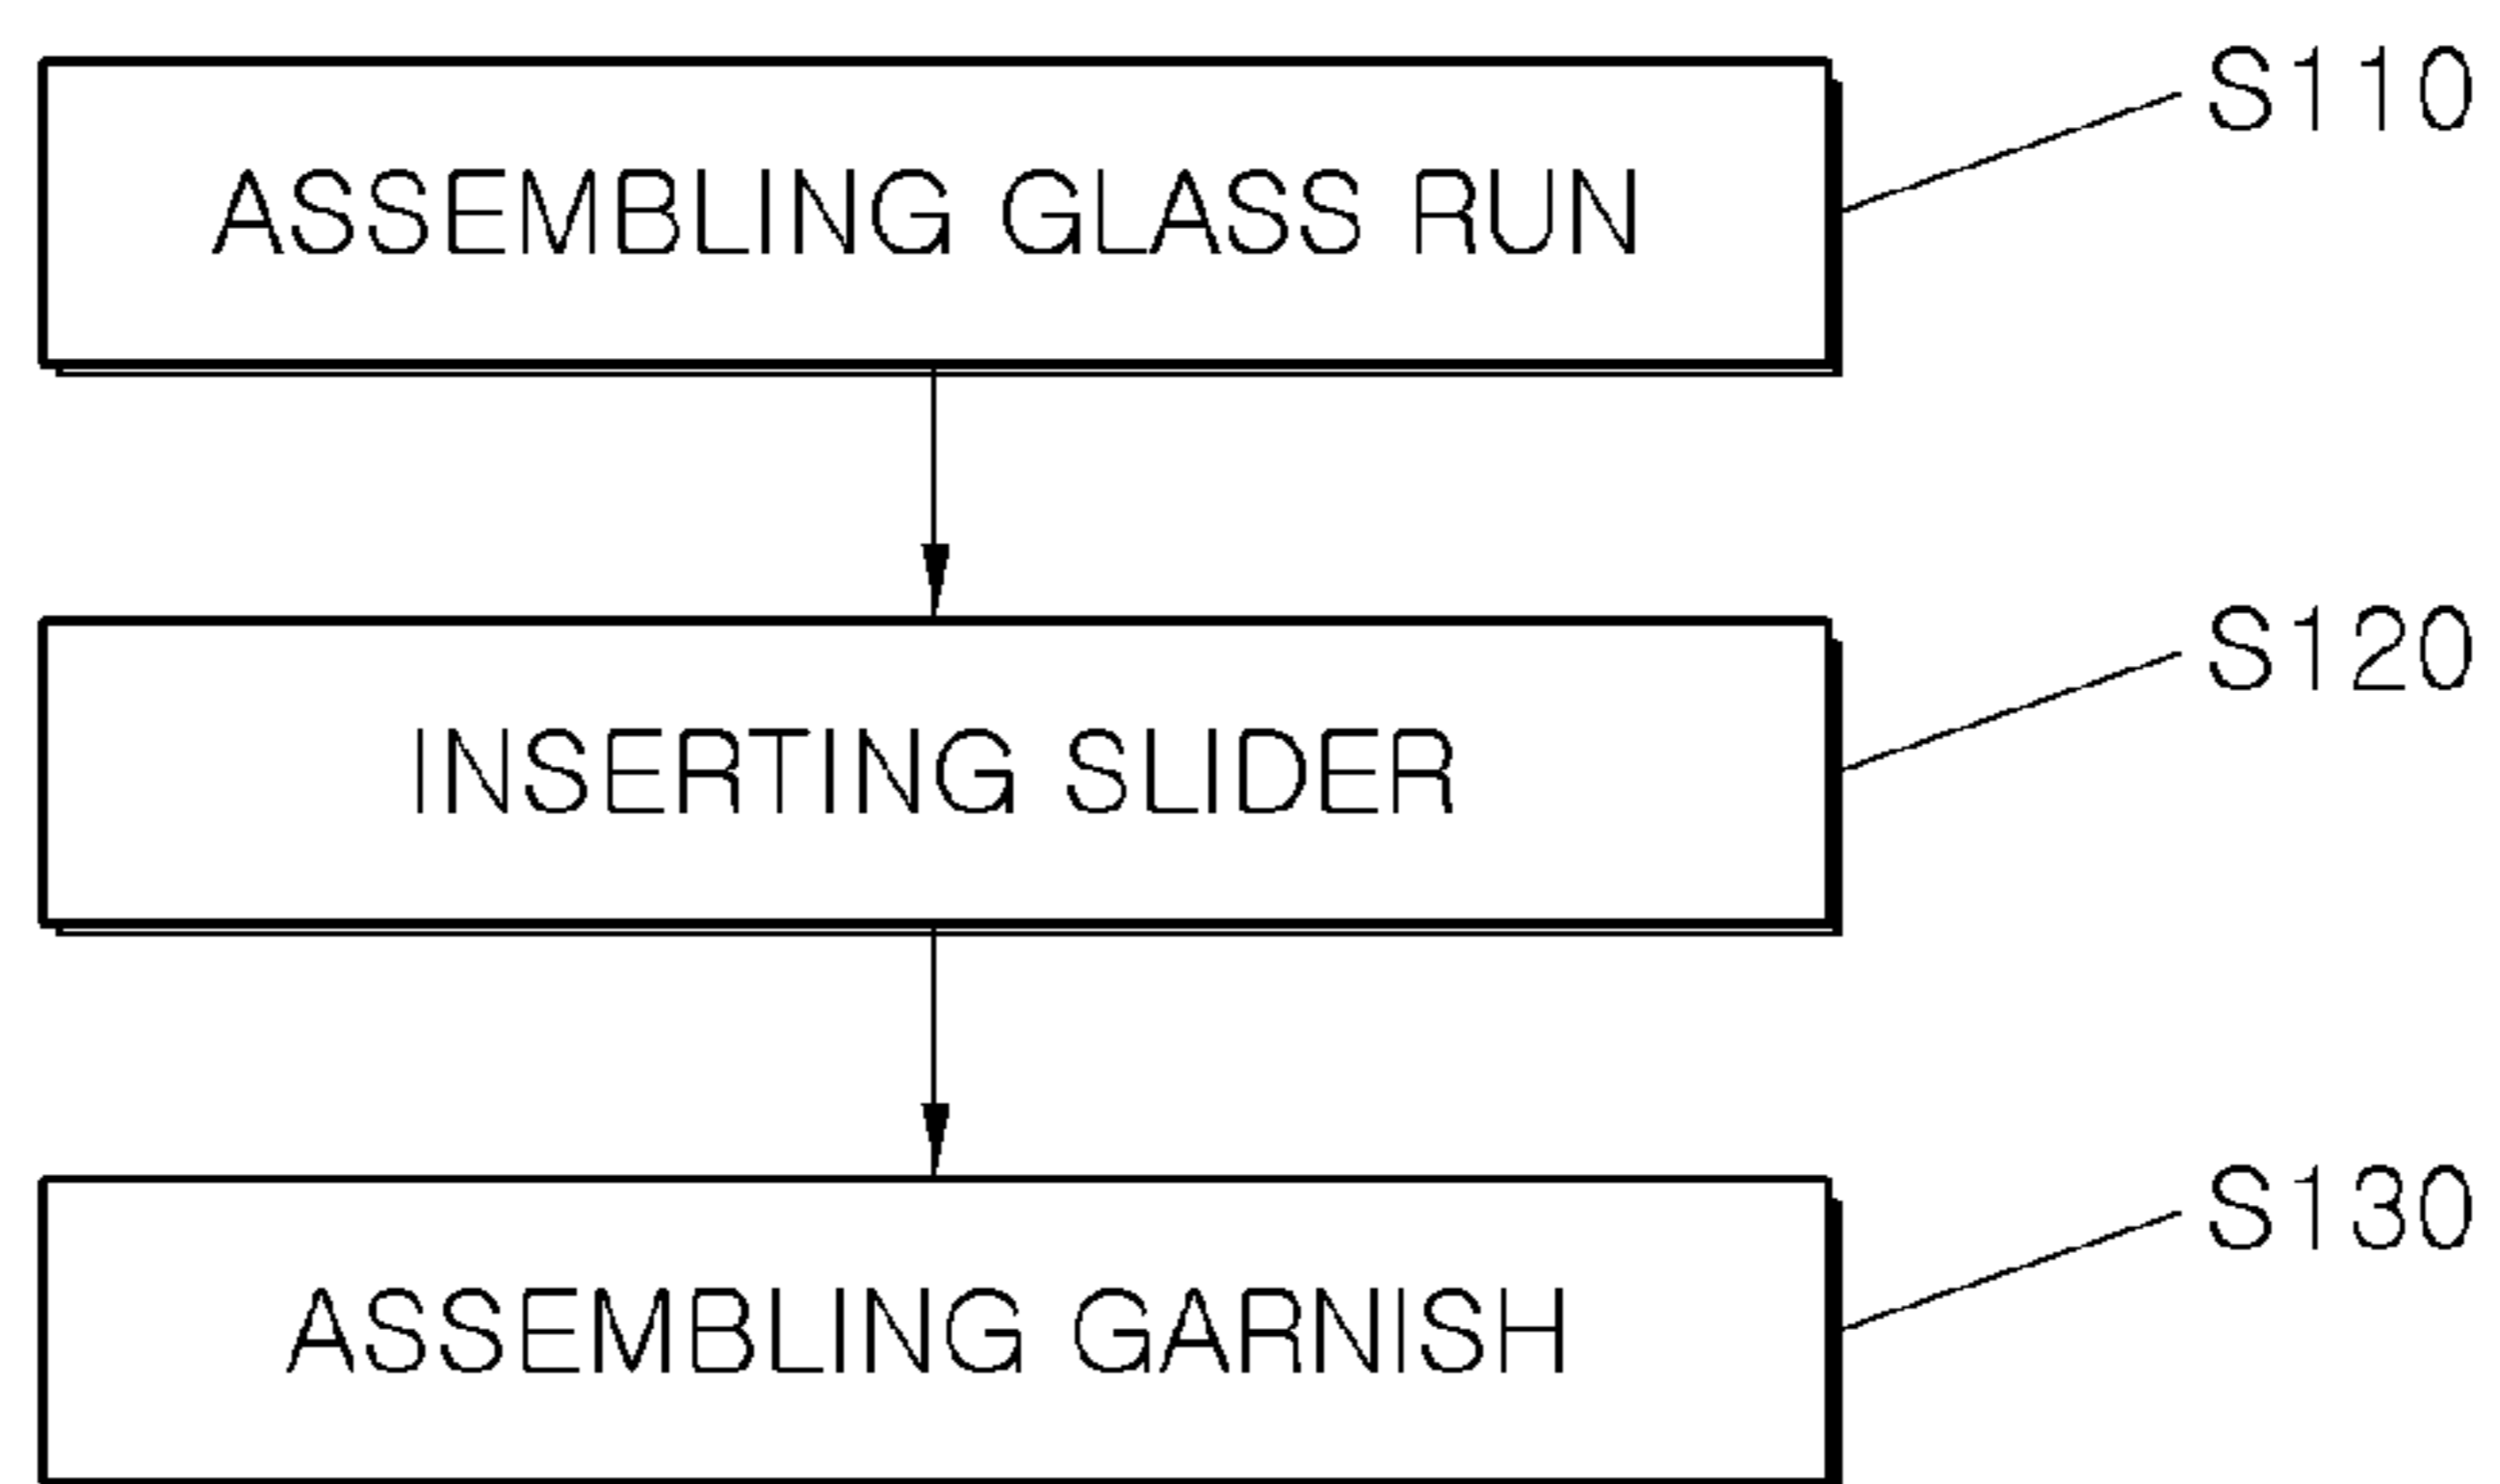 S110
ASSEMBLING GLASS RUN
S120
INSERTING SLIDER
S130
ASSEMBLING GARNISH